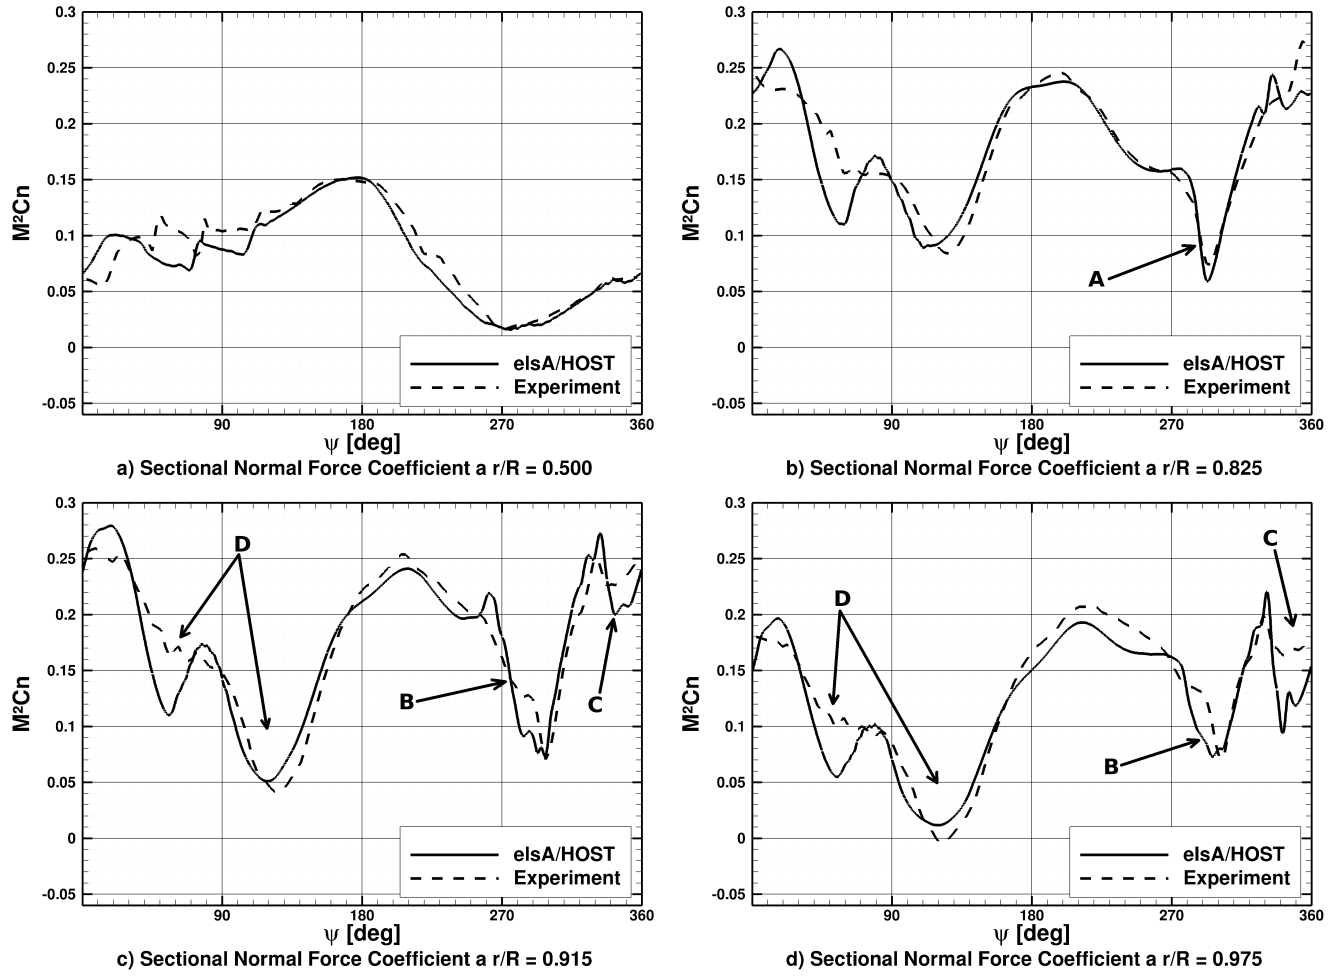 0.3
0.25
0.2
0.15
0.1
0.05
0
-0.05
M²Cn
90
180
270
360
ψ [deg]
elsA/HOST
Experiment
a) Sectional Normal Force Coefficient a r/R = 0.500
0.3
0.25
0.2
0.15
0.1
0.05
0
-0.05
M²Cn
A
90
180
270
360
ψ [deg]
elsA/HOST
Experiment
b) Sectional Normal Force Coefficient a r/R = 0.825
0.3
0.25
0.2
0.15
0.1
0.05
0
-0.05
M²Cn
D
B
C
90
180
270
360
ψ [deg]
elsA/HOST
Experiment
c) Sectional Normal Force Coefficient a r/R = 0.915
0.3
0.25
0.2
0.15
0.1
0.05
0
-0.05
M²Cn
C
D
B
90
180
270
360
ψ [deg]
elsA/HOST
Experiment
d) Sectional Normal Force Coefficient a r/R = 0.975